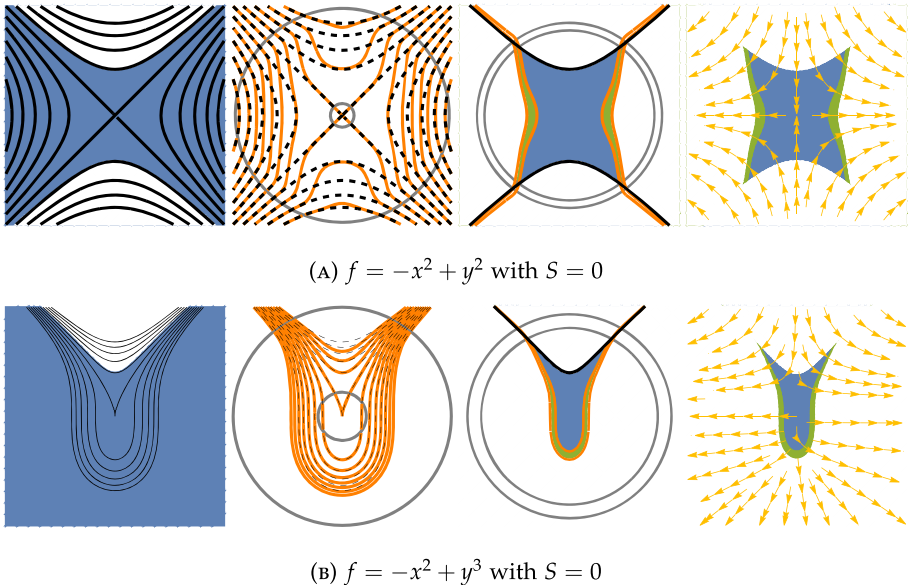 (A) f = −x² + y² with S = 0
(B) f = −x² + y³ with S = 0